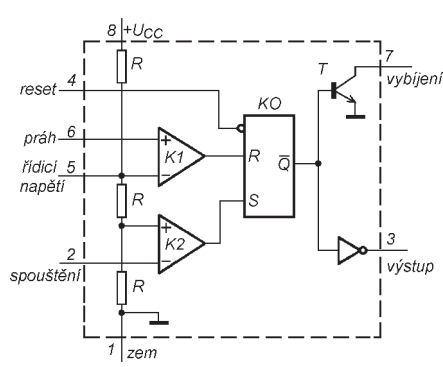 8 +UCC
R
4
reset
KO
T
7
vybíjení
práh
6
+
K1
řídicí
napětí
5
−
R
Q̅
R
S
+
K2
2
−
spouštění
3
výstup
R
1
zem